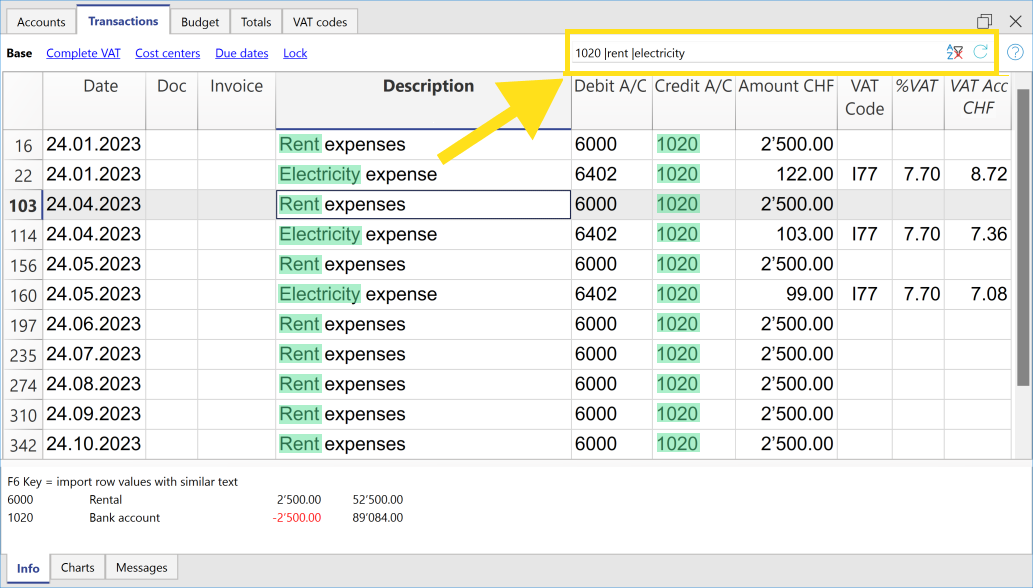 Accounts Transactions Budget Totals VAT codes
Base Complete VAT Cost centers Due dates Lock 1020 |rent |electricity
Date Doc Invoice Description Debit A/C Credit A/C Amount CHF VAT Code %VAT VAT Acc CHF
16 24.01.2023 Rent expenses 6000 1020 2’500.00
22 24.01.2023 Electricity expense 6402 1020 122.00 I77 7.70 8.72
103 24.04.2023 Rent expenses 6000 1020 2’500.00
114 24.04.2023 Electricity expense 6402 1020 103.00 I77 7.70 7.36
156 24.05.2023 Rent expenses 6000 1020 2’500.00
160 24.05.2023 Electricity expense 6402 1020 99.00 I77 7.70 7.08
197 24.06.2023 Rent expenses 6000 1020 2’500.00
235 24.07.2023 Rent expenses 6000 1020 2’500.00
274 24.08.2023 Rent expenses 6000 1020 2’500.00
310 24.09.2023 Rent expenses 6000 1020 2’500.00
342 24.10.2023 Rent expenses 6000 1020 2’500.00
F6 Key = import row values with similar text
6000 Rental 2’500.00 52’500.00
1020 Bank account -2’500.00 89’084.00
Info Charts Messages